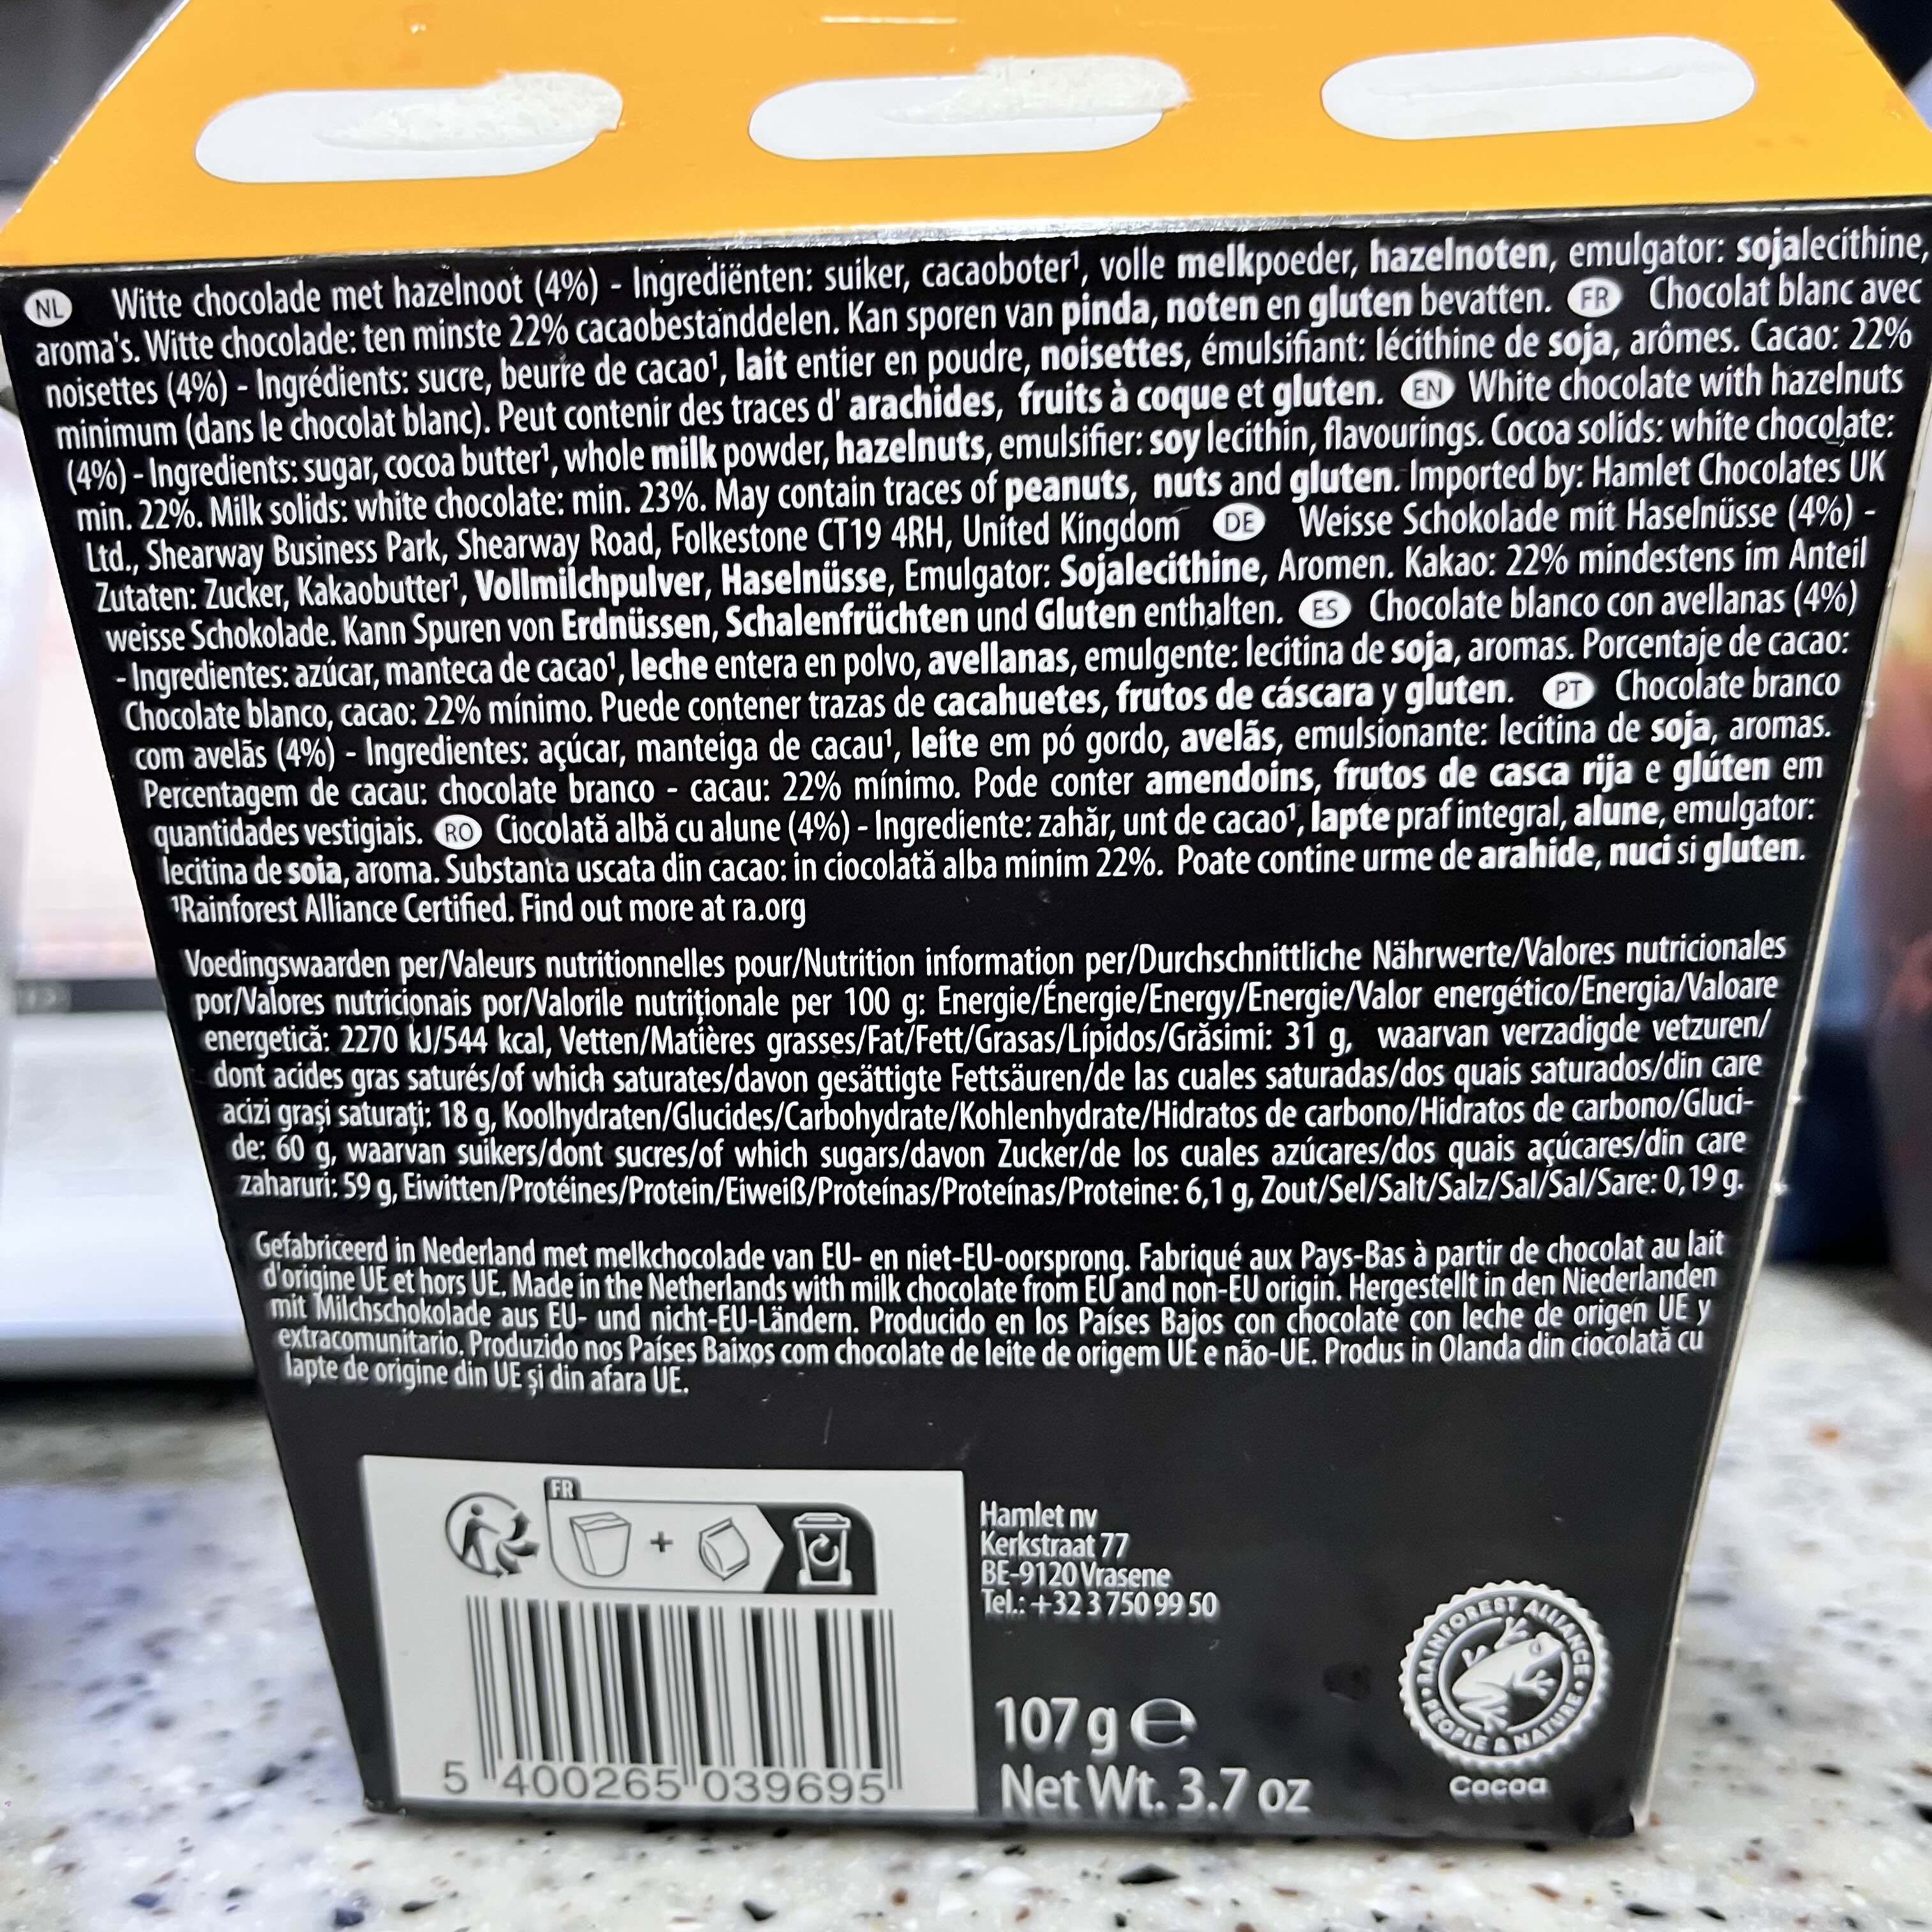 NL Witte chocolade met hazelnoot (4%) - Ingrediënten: suiker, cacaoboter¹, volle melkpoeder, hazelnoten, emulgator: sojalecithine,
aroma's. Witte chocolade: ten minste 22% cacaobestanddelen. Kan sporen van pinda, noten en gluten bevatten. FR Chocolat blanc avec
noisettes (4%) - Ingrédients: sucre, beurre de cacao¹, lait entier en poudre, noisettes, émulsifiant: lécithine de soja, arômes. Cacao: 22%
minimum (dans le chocolat blanc). Peut contenir des traces d' arachides, fruits à coque et gluten. EN White chocolate with hazelnuts
(4%) - Ingredients: sugar, cocoa butter¹, whole milk powder, hazelnuts, emulsifier: soy lecithin, flavourings. Cocoa solids: white chocolate:
min. 22%. Milk solids: white chocolate: min. 23%. May contain traces of peanuts, nuts and gluten. Imported by: Hamlet Chocolates UK
Ltd., Shearway Business Park, Shearway Road, Folkestone CT19 4RH, United Kingdom DE Weisse Schokolade mit Haselnüsse (4%) -
Zutaten: Zucker, Kakaobutter¹, Vollmilchpulver, Haselnüsse, Emulgator: Sojalecithine, Aromen. Kakao: 22% mindestens im Anteil
weisse Schokolade. Kann Spuren von Erdnüssen, Schalenfrüchten und Gluten enthalten. ES Chocolate blanco con avellanas (4%)
- Ingredientes: azúcar, manteca de cacao¹, leche entera en polvo, avellanas, emulgente: lecitina de soja, aromas. Porcentaje de cacao:
Chocolate blanco, cacao: 22% mínimo. Puede contener trazas de cacahuetes, frutos de cáscara y gluten. PT Chocolate branco
com avelãs (4%) - Ingredientes: açúcar, manteiga de cacau¹, leite em pó gordo, avelãs, emulsionante: lecitina de soja, aromas.
Percentagem de cacau: chocolate branco - cacau: 22% mínimo. Pode conter amendoins, frutos de casca rija e glúten em
quantidades vestigiais. RO Ciocolată albă cu alune (4%) - Ingrediente: zahăr, unt de cacao¹, lapte praf integral, alune, emulgator:
lecitina de soia, aroma. Substanta uscata din cacao: in ciocolată alba minim 22%. Poate contine urme de arahide, nuci si gluten.
¹Rainforest Alliance Certified. Find out more at ra.org
Voedingswaarden per/Valeurs nutritionnelles pour/Nutrition information per/Durchschnittliche Nährwerte/Valores nutricionales
por/Valores nutricionais por/Valorile nutriționale per 100 g: Energie/Énergie/Energy/Energie/Valor energético/Energia/Valoare
energetică: 2270 kJ/544 kcal, Vetten/Matières grasses/Fat/Fett/Grasas/Lípidos/Grăsimi: 31 g, waarvan verzadigde vetzuren/
dont acides gras saturés/of which saturates/davon gesättigte Fettsäuren/de las cuales saturadas/dos quais saturados/din care
acizi grași saturați: 18 g, Koolhydraten/Glucides/Carbohydrate/Kohlenhydrate/Hidratos de carbono/Hidratos de carbono/Gluci-
de: 60 g, waarvan suikers/dont sucres/of which sugars/davon Zucker/de los cuales azúcares/dos quais açúcares/din care
zaharuri: 59 g, Eiwitten/Protéines/Protein/Eiweiß/Proteínas/Proteínas/Proteine: 6,1 g, Zout/Sel/Salt/Salz/Sal/Sal/Sare: 0,19 g.
Gefabriceerd in Nederland met melkchocolade van EU- en niet-EU-oorsprong. Fabriqué aux Pays-Bas à partir de chocolat au lait
d'origine UE et hors UE. Made in the Netherlands with milk chocolate from EU and non-EU origin. Hergestellt in den Niederlanden
mit Milchschokolade aus EU- und nicht-EU-Ländern. Producido en los Países Bajos con chocolate con leche de origen UE y
extracomunitario. Produzido nos Países Baixos com chocolate de leite de origem UE e não-UE. Produs in Olanda din ciocolată cu
lapte de origine din UE și din afara UE.
FR
+
Hamlet nv
Kerkstraat 77
BE-9120 Vrasene
Tel.: +32 3 750 99 50
5 400265 039695
107 g ℮
Net Wt. 3.7 oz
RAINFOREST ALLIANCE
PEOPLE & NATURE
Cocoa